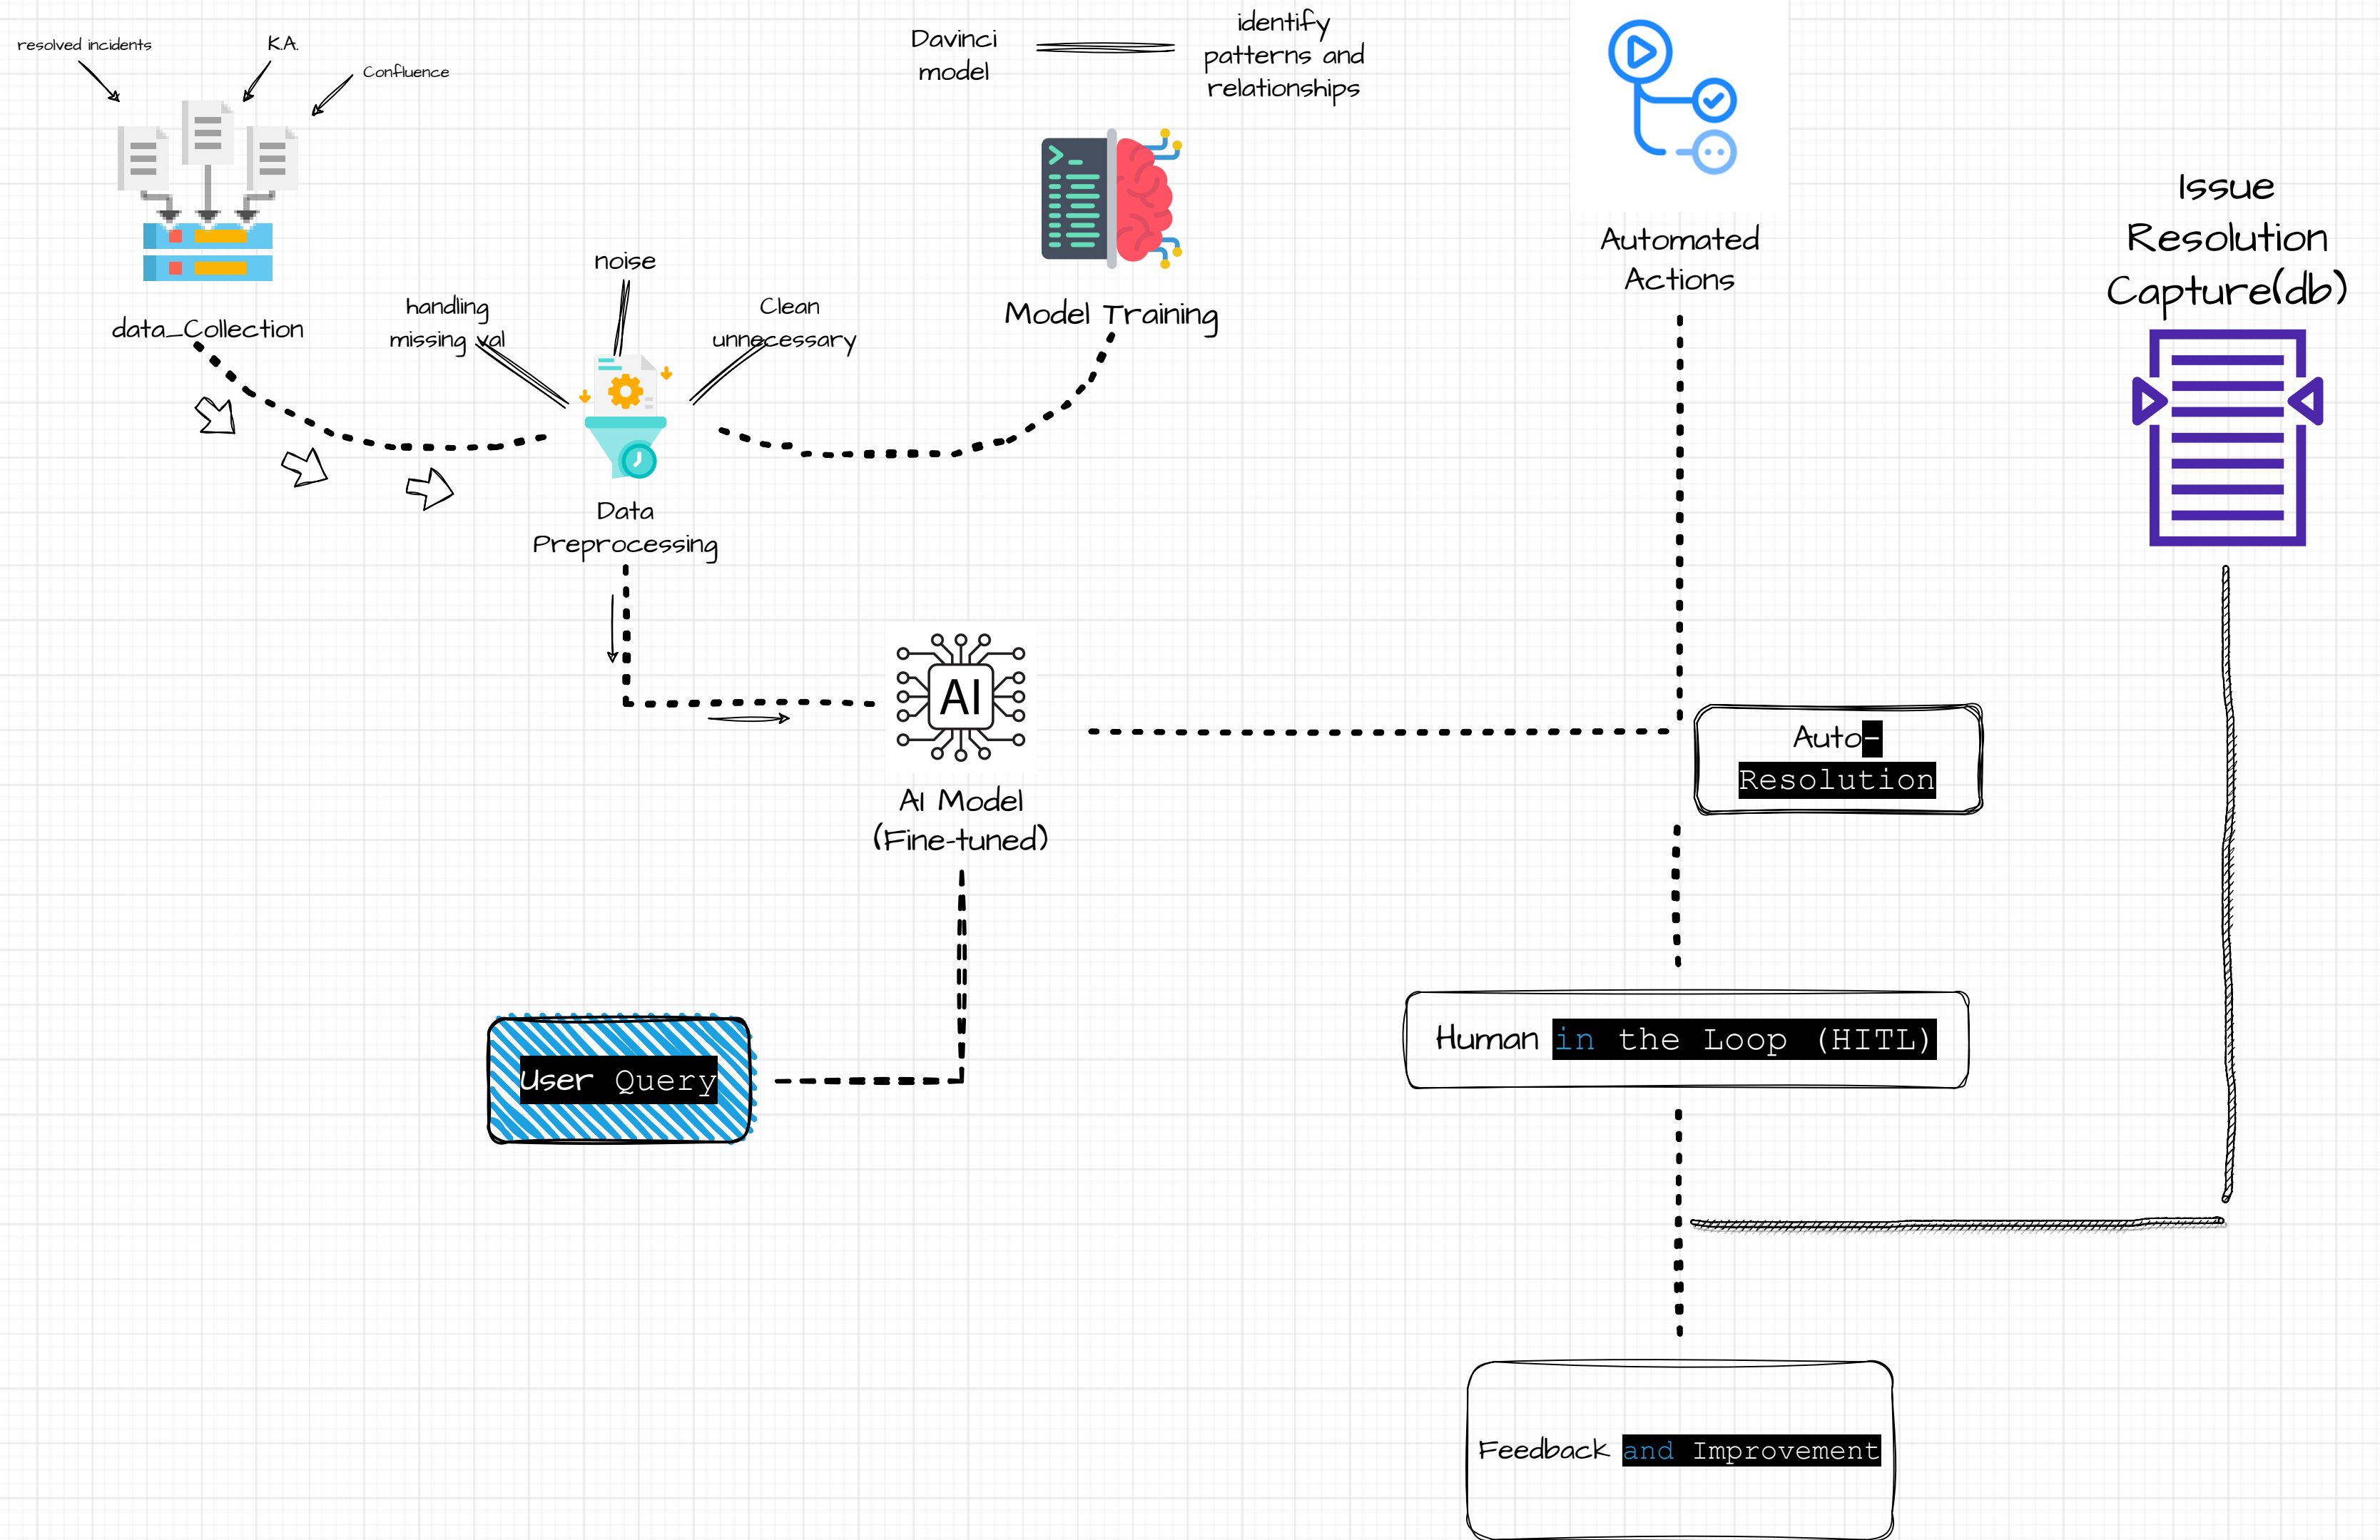 resolved incidents
K.A.
Confluence
data_Collection
handling
missing val
noise
Clean
unnecessary
Data
Preprocessing
Davinci
model
identify
patterns and
relationships
Model Training
Automated
Actions
Issue
Resolution
Capture(db)
AI
AI Model
(Fine-tuned)
Auto-
Resolution
User Query
Human in the Loop (HITL)
Feedback and Improvement